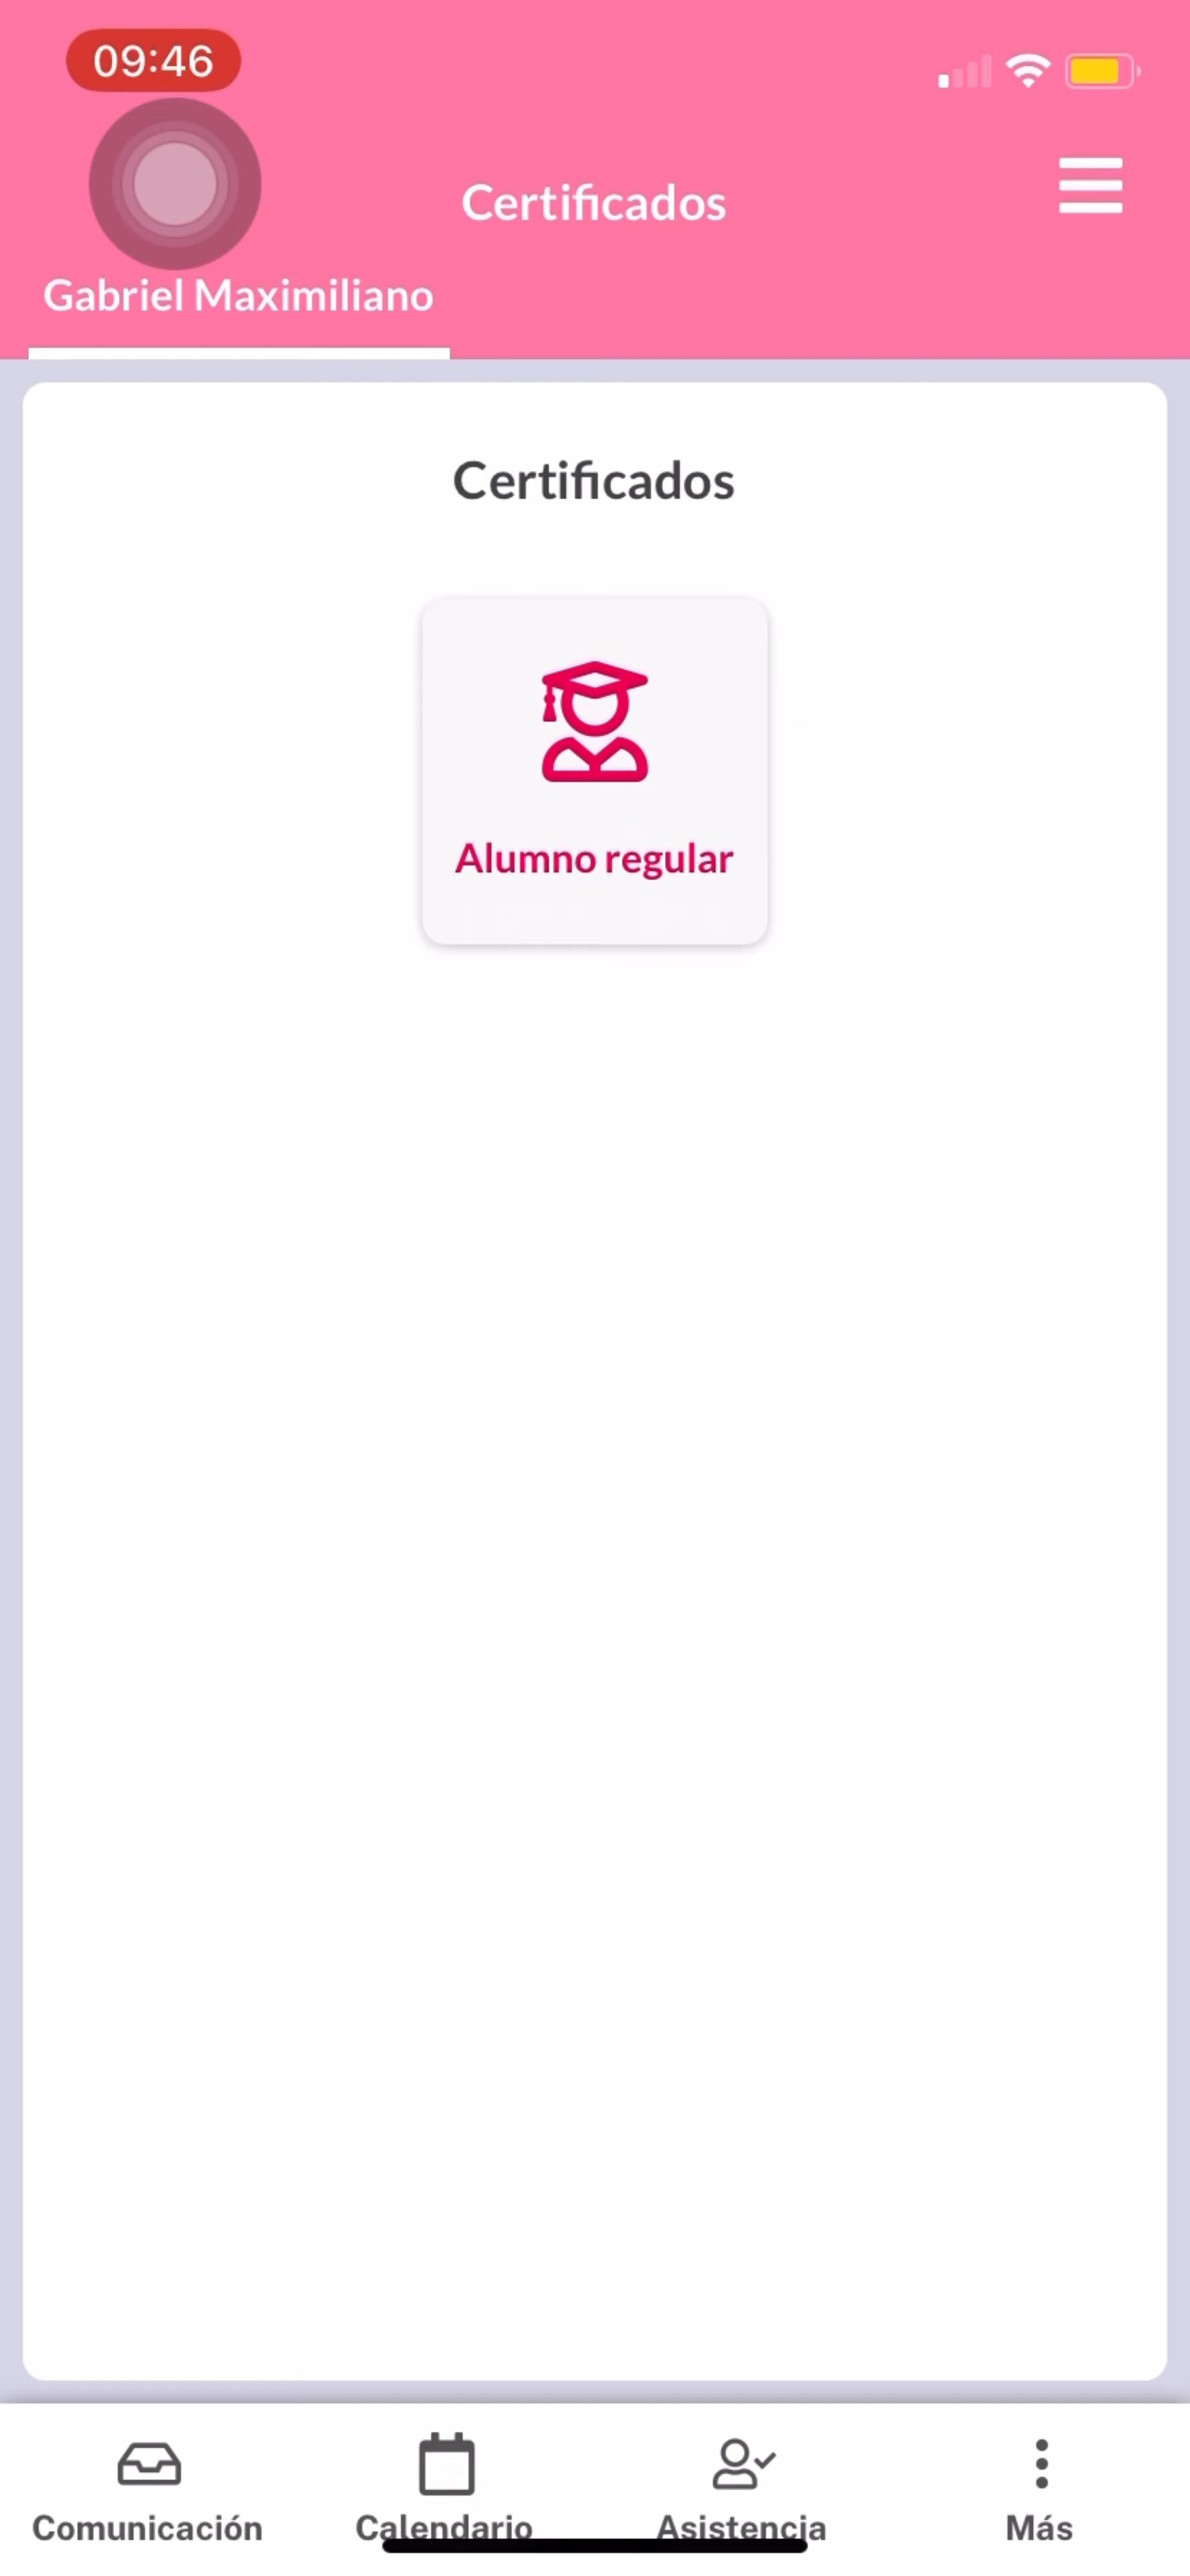 09:46
Certificados
Gabriel Maximiliano
Certificados
Alumno regular
Comunicación
Calendario
Asistencia
Más